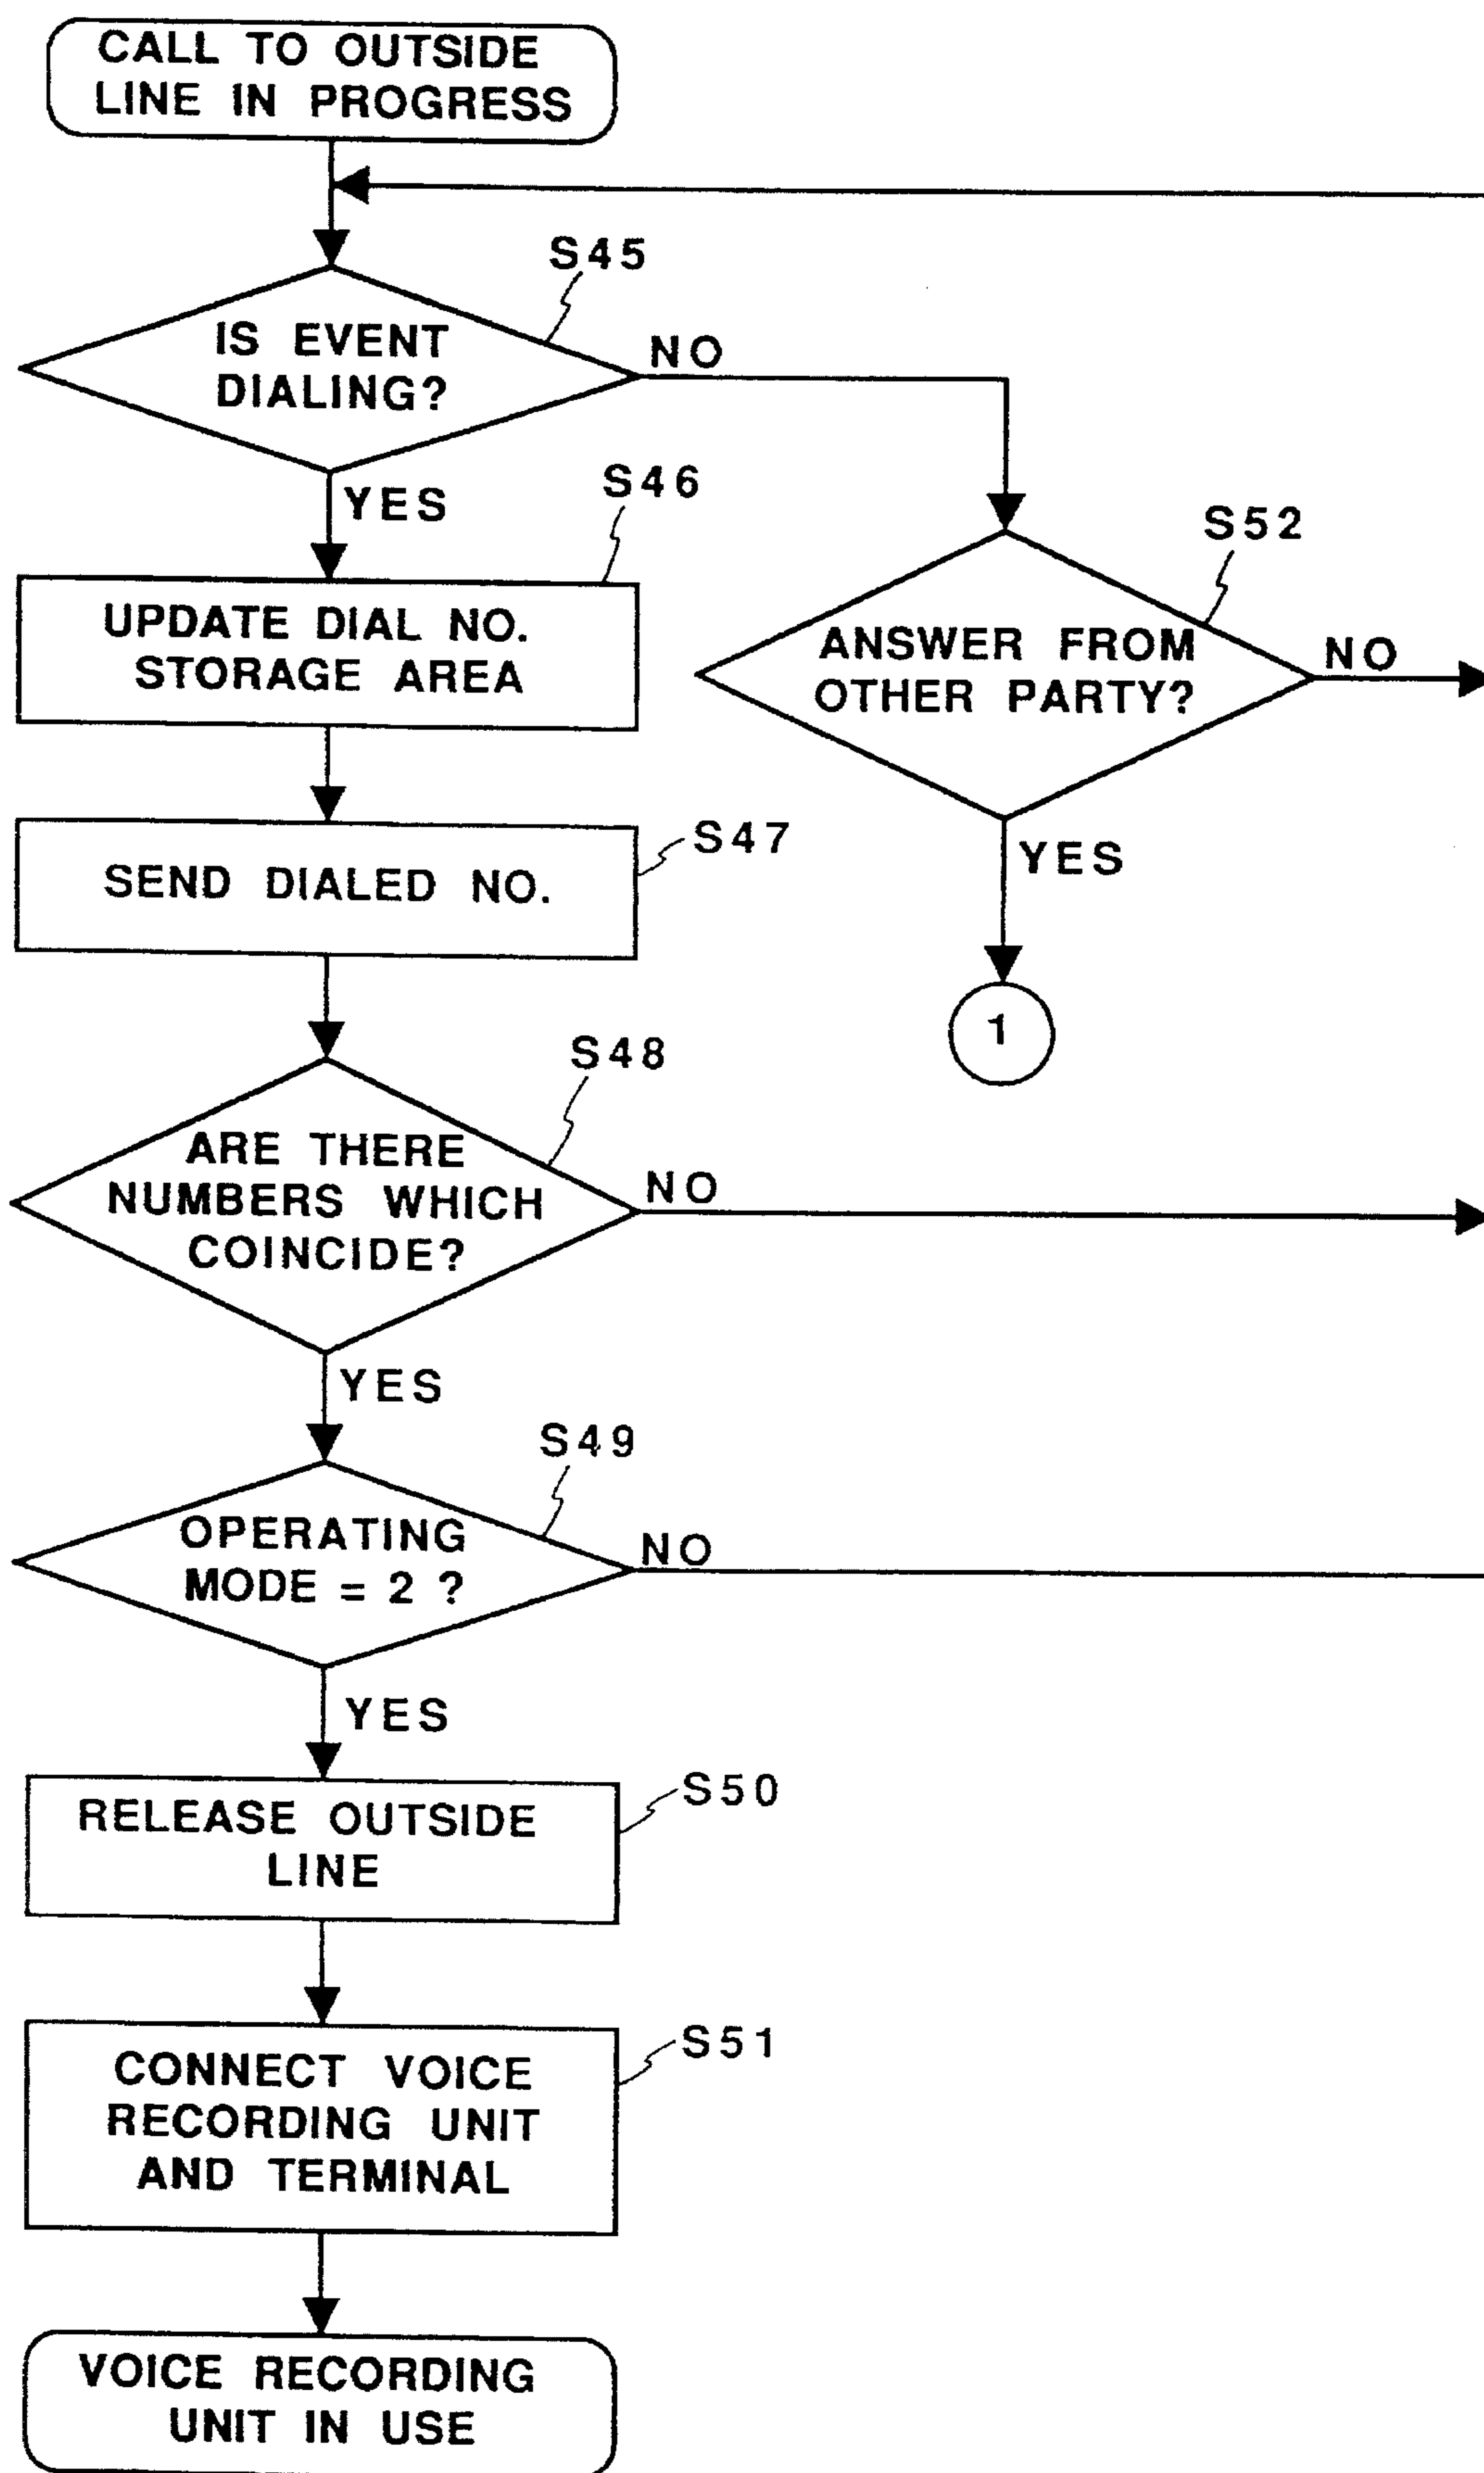 CALL TO OUTSIDE
LINE IN PROGRESS
S45
IS EVENT
DIALING?
NO
YES
S46
UPDATE DIAL NO.
STORAGE AREA
S52
ANSWER FROM
OTHER PARTY?
NO
YES
1
S47
SEND DIALED NO.
S48
ARE THERE
NUMBERS WHICH
COINCIDE?
NO
YES
S49
OPERATING
MODE = 2 ?
NO
YES
S50
RELEASE OUTSIDE
LINE
S51
CONNECT VOICE
RECORDING UNIT
AND TERMINAL
VOICE RECORDING
UNIT IN USE